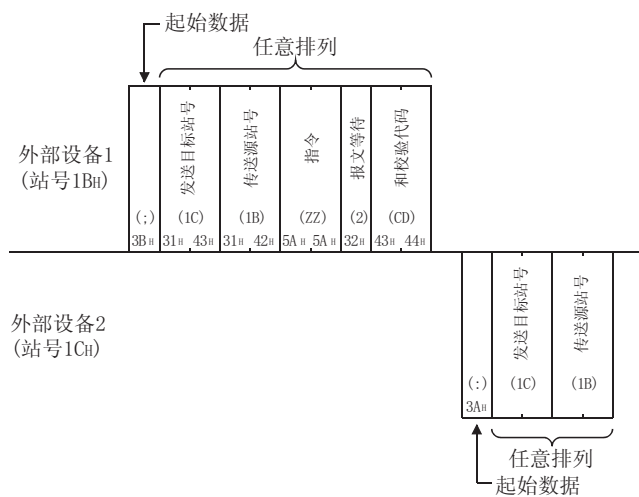 起始数据
任意排列
外部设备1
(站号1BH)
发送目标站号
传送源站号
指令
报文等待
和校验代码
(;) (1C) (1B) (ZZ) (2) (CD)
3BH 31H 43H 31H 42H 5AH 5AH 32H 43H 44H
外部设备2
(站号1CH)
发送目标站号
传送源站号
(:) (1C) (1B)
3AH
任意排列
起始数据